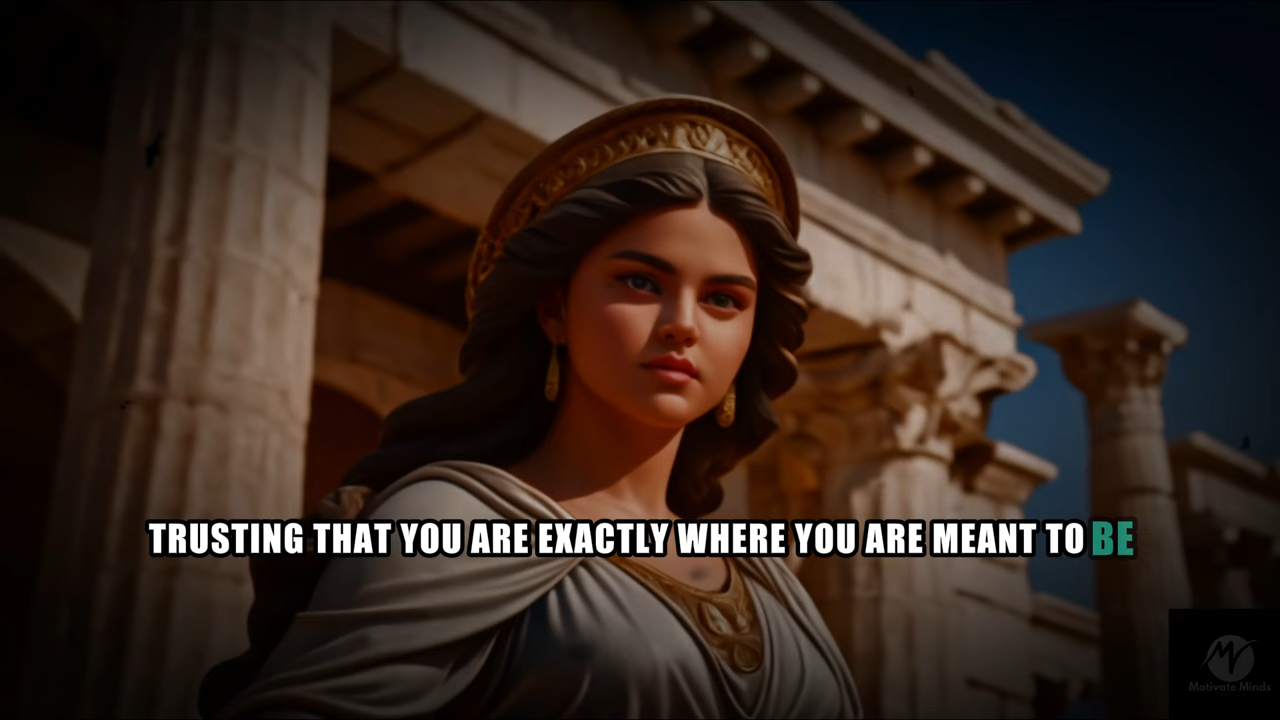 TRUSTING THAT YOU ARE EXACTLY WHERE YOU ARE MEANT TO BE
Motivate Minds